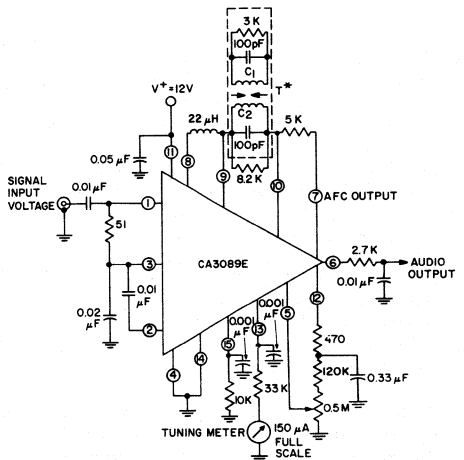 3 K
100pF
C1
T*
V+=12V
C2
22 μH
5 K
100pF
0.05 μF
11
8
8.2 K
9
10
7
AFC OUTPUT
SIGNAL
INPUT
VOLTAGE
0.01μF
1
51
3
CA3089E
6
2.7 K
AUDIO
OUTPUT
0.01 μF
0.01
μF
0.02
μF
2
0.001
μF
0.001
μF
5
12
15
13
4
14
470
120K
0.33 μF
33 K
10K
0.5M
TUNING METER
150 μA
FULL
SCALE